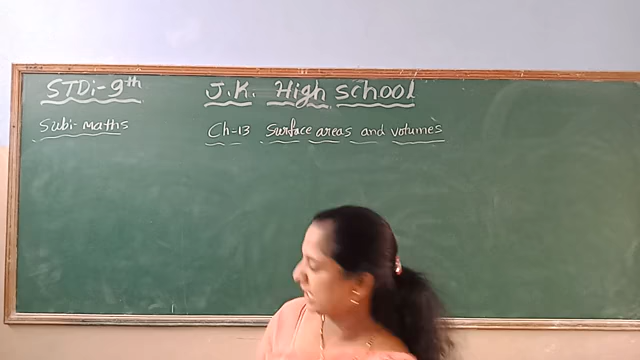 STD:- 9th
J.K. High school
Sub:- maths
Ch-13 Surface areas and volumes